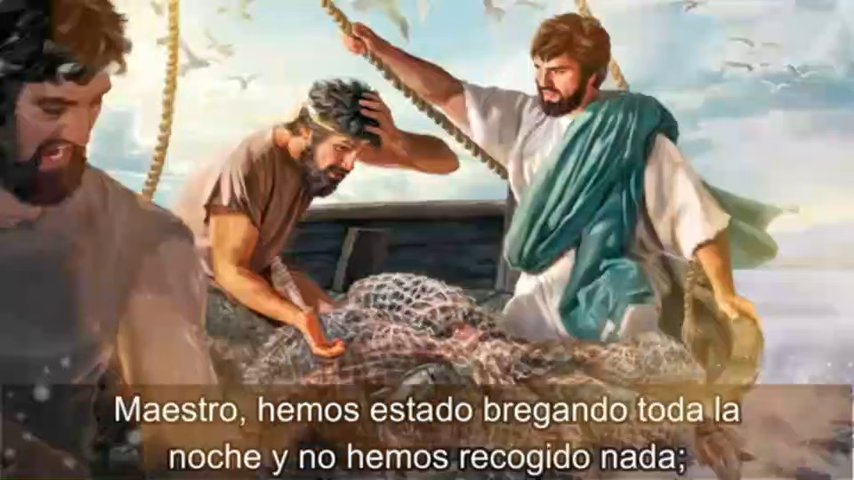 Maestro, hemos estado bregando toda la
noche y no hemos recogido nada;